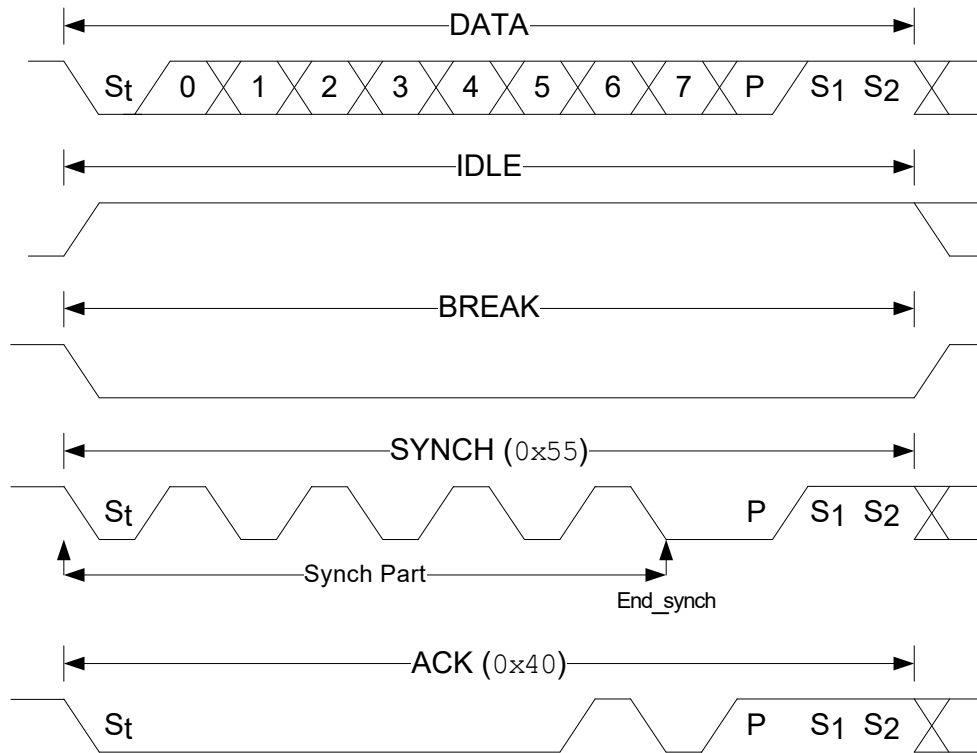 DATA
St 0 1 2 3 4 5 6 7 P S1 S2
IDLE
BREAK
SYNCH (0x55)
St P S1 S2
Synch Part
End_synch
ACK (0x40)
St P S1 S2